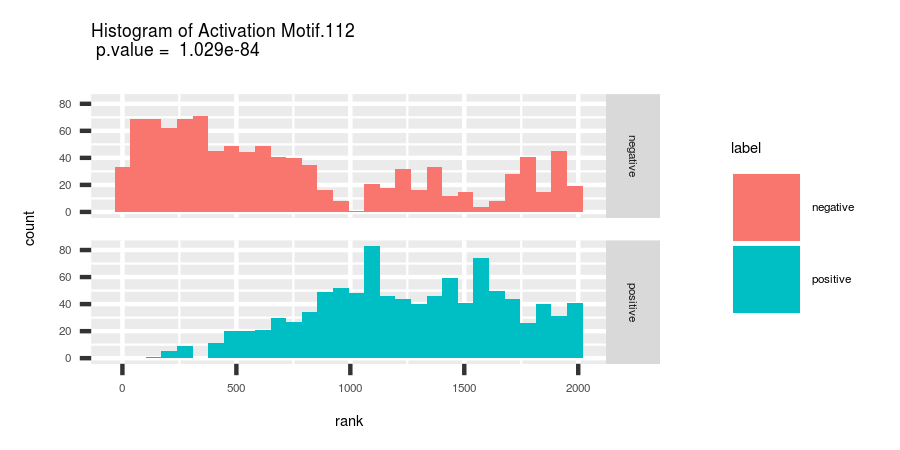 Histogram of Activation Motif.112
p.value =  1.029e-84
count
80
60
40
20
0
negative
80
60
40
20
0
positive
0
500
1000
1500
2000
rank
label
negative
positive